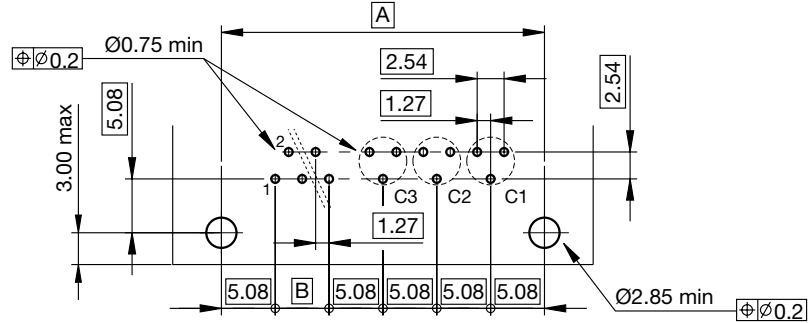 A
Ø0.75 min
⌖ Ø0.2
2.54
1.27
2.54
5.08
3.00 max
2
1
C3
C2
C1
1.27
5.08
B
5.08
5.08
5.08
5.08
Ø2.85 min
⌖ Ø0.2